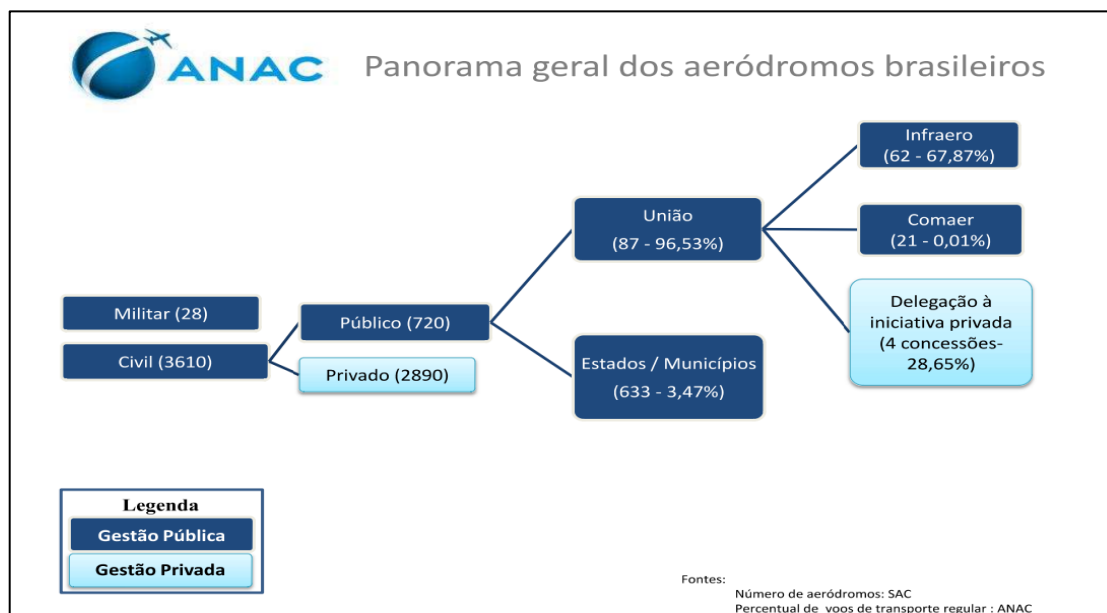 ANAC
Panorama geral dos aeródromos brasileiros
Militar (28)
Civil (3610)
Público (720)
Privado (2890)
União
(87 - 96,53%)
Estados / Municípios
(633 - 3,47%)
Infraero
(62 - 67,87%)
Comaer
(21 - 0,01%)
Delegação à
iniciativa privada
(4 concessões-
28,65%)
Legenda
Gestão Pública
Gestão Privada
Fontes:
Número de aeródromos: SAC
Percentual de voos de transporte regular : ANAC